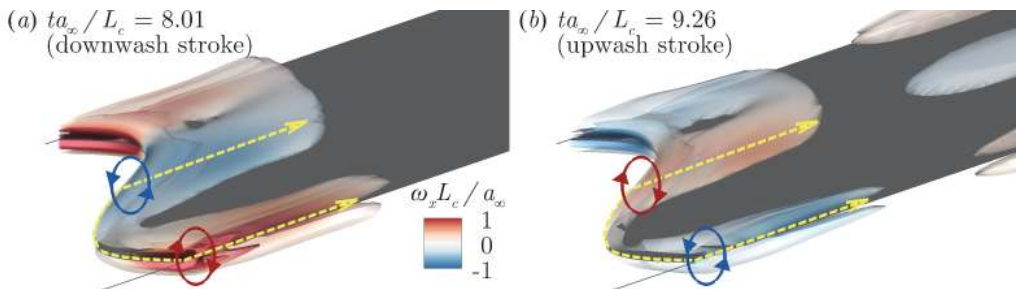 (a) ta∞ / Lc = 8.01
(downwash stroke)
(b) ta∞ / Lc = 9.26
(upwash stroke)
ωxLc / a∞
1
0
-1